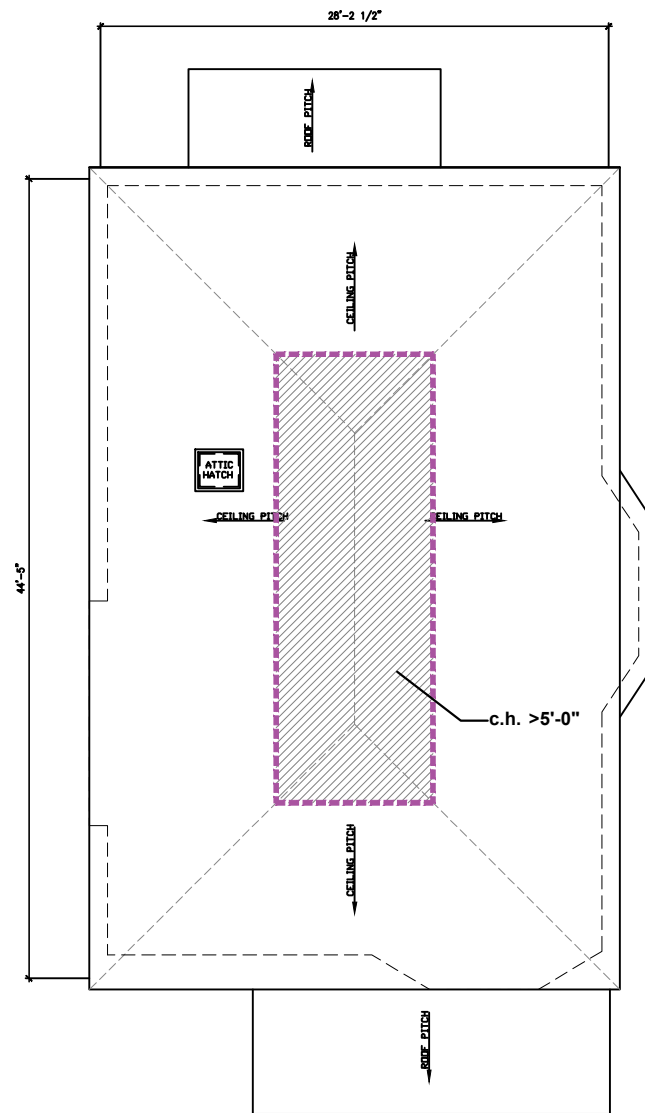 28'-2 1/2"
ROOF PITCH
CEILING PITCH
ATTIC
HATCH
CEILING PITCH
CEILING PITCH
44'-5"
c.h. >5'-0"
CEILING PITCH
ROOF PITCH